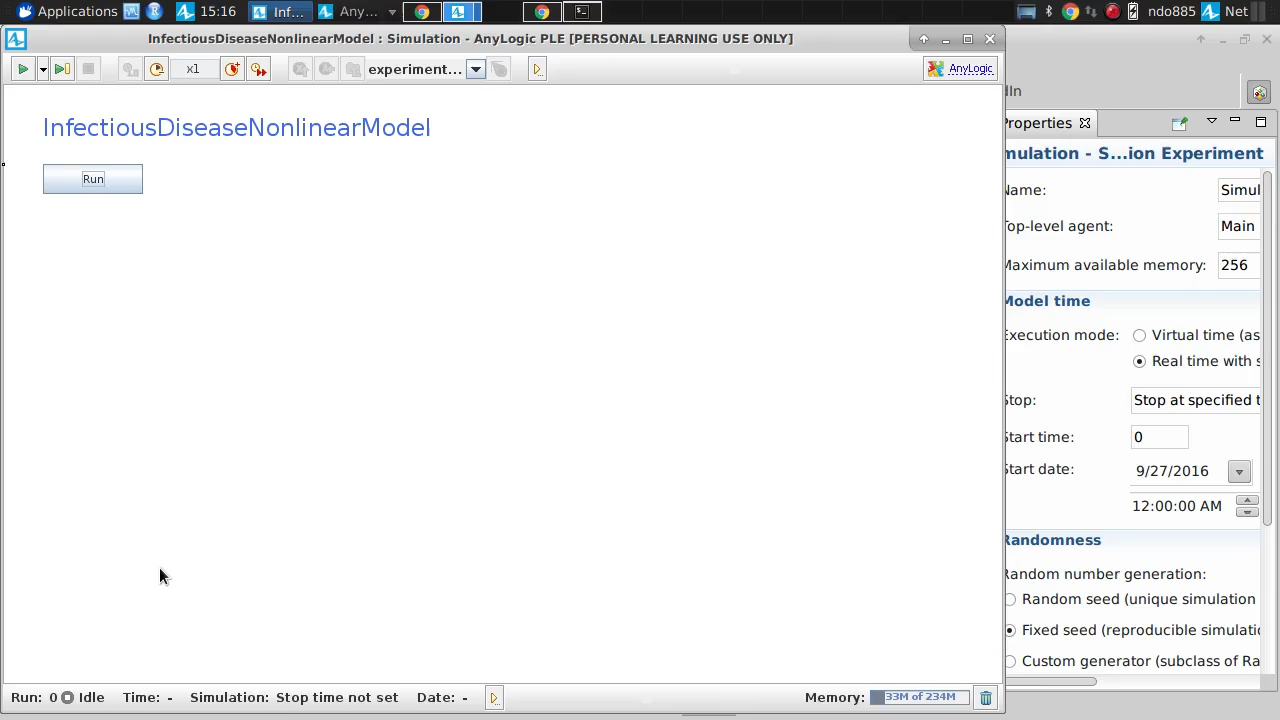 Applications 15:16 Inf... Any... ndo885 Net
InfectiousDiseaseNonlinearModel : Simulation - AnyLogic PLE [PERSONAL LEARNING USE ONLY]
x1 experiment... AnyLogic
InfectiousDiseaseNonlinearModel
Run
Run: 0 Idle Time: - Simulation: Stop time not set Date: - Memory: 33M of 234M
dIn
Properties
mulation - S...ion Experiment
Name: Simul
Top-level agent: Main
Maximum available memory: 256
Model time
Execution mode: Virtual time (as
Real time with s
Stop: Stop at specified t
Start time: 0
Start date: 9/27/2016
12:00:00 AM
Randomness
Random number generation:
Random seed (unique simulation
Fixed seed (reproducible simulatio
Custom generator (subclass of Ra